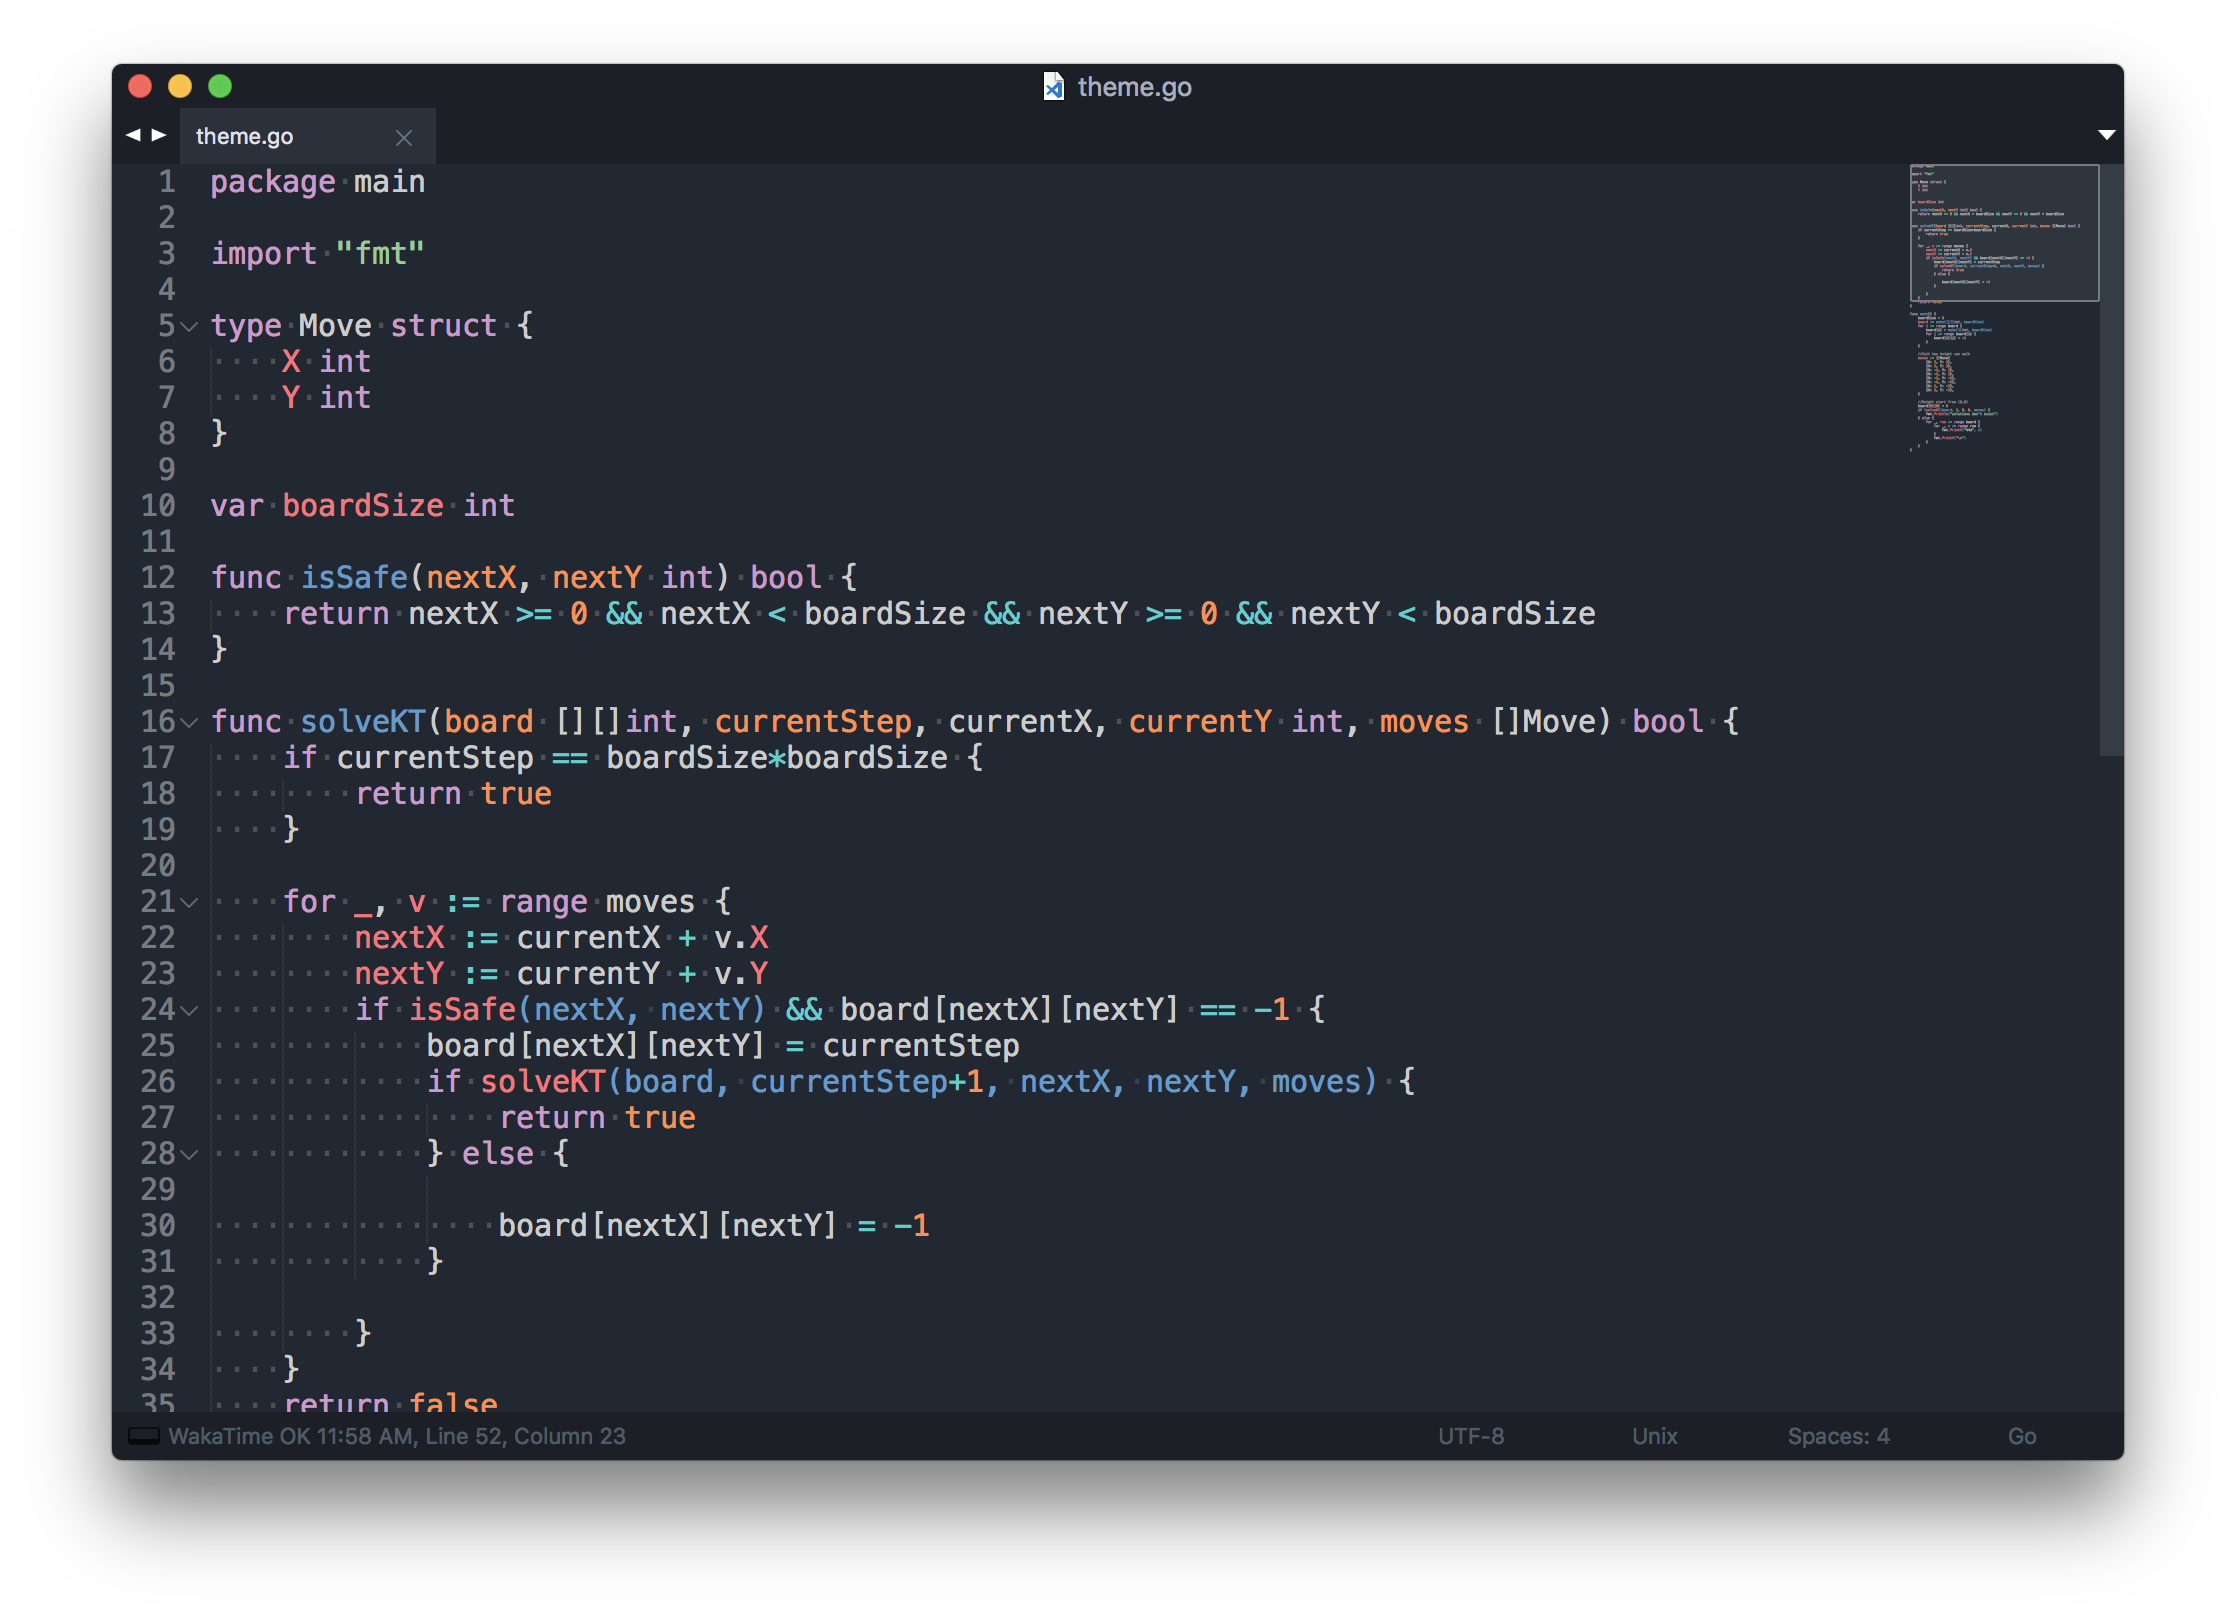 theme.go
theme.go
1 package main
2
3 import "fmt"
4
5 type Move struct {
6     X int
7     Y int
8 }
9
10 var boardSize int
11
12 func isSafe(nextX, nextY int) bool {
13     return nextX >= 0 && nextX < boardSize && nextY >= 0 && nextY < boardSize
14 }
15
16 func solveKT(board [][]int, currentStep, currentX, currentY int, moves []Move) bool {
17     if currentStep == boardSize*boardSize {
18         return true
19     }
20
21     for _, v := range moves {
22         nextX := currentX + v.X
23         nextY := currentY + v.Y
24         if isSafe(nextX, nextY) && board[nextX][nextY] == -1 {
25             board[nextX][nextY] = currentStep
26             if solveKT(board, currentStep+1, nextX, nextY, moves) {
27                 return true
28             } else {
29
30                 board[nextX][nextY] = -1
31             }
32
33         }
34     }
35     return false
WakaTime OK 11:58 AM, Line 52, Column 23 UTF-8 Unix Spaces: 4 Go